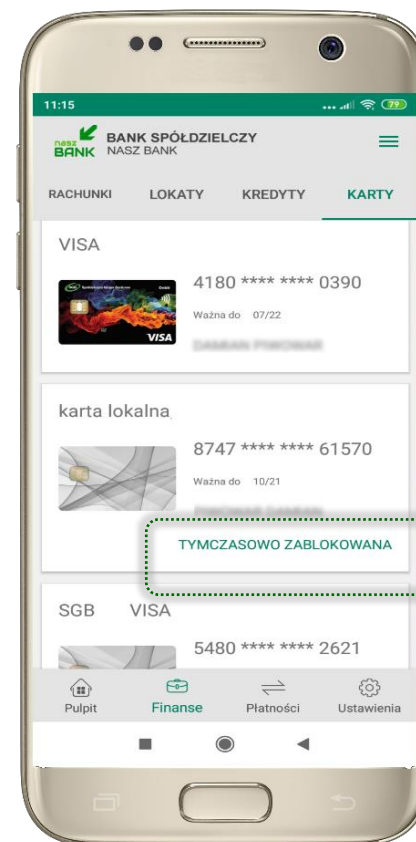 11:15
79
nasz BANK
BANK SPÓŁDZIELCZY
NASZ BANK
RACHUNKI LOKATY KREDYTY KARTY
VISA
4180 **** **** 0390
Ważna do 07/22
VISA
karta lokalna
8747 **** **** 61570
Ważna do 10/21
TYMCZASOWO ZABLOKOWANA
SGB VISA
5480 **** **** 2621
Pulpit Finanse Płatności Ustawienia